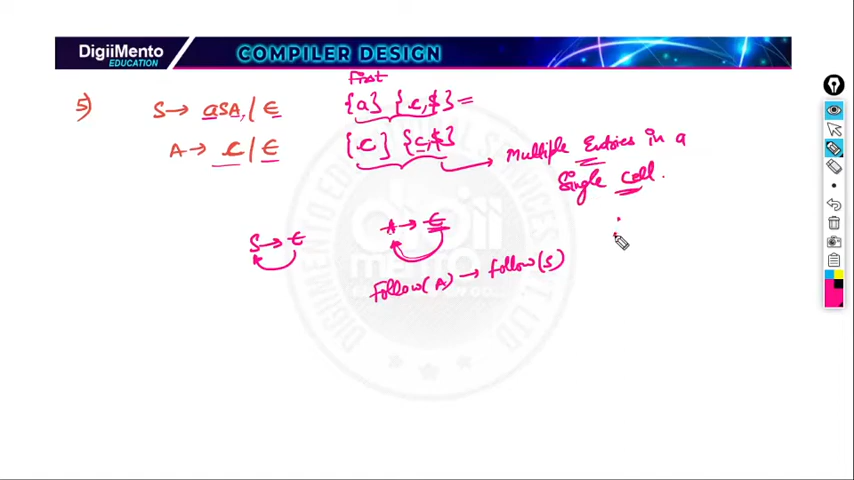 DigiiMento
EDUCATION
COMPILER DESIGN
First
5) S → aSA, | ∈ {a} {c,$} =
A → c | ∈ {c} {c,$} → Multiple Entries in a
Single Cell.
S → ∈ A → ∈
Follow(A) → Follow(S)